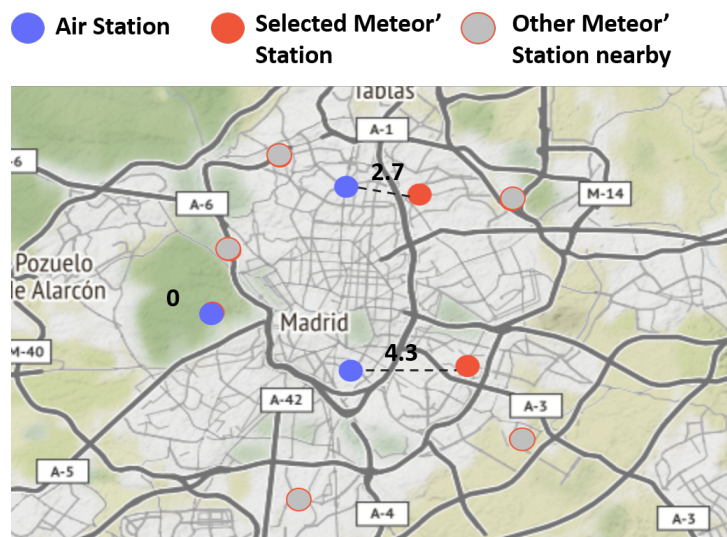 Air Station
Selected Meteor’
Station
Other Meteor’
Station nearby
Tablas
A-1
-6
2.7
M-14
A-6
Pozuelo
le Alarcón
0
Madrid
M-40
4.3
A-42
A-3
A-5
A-4
A-3